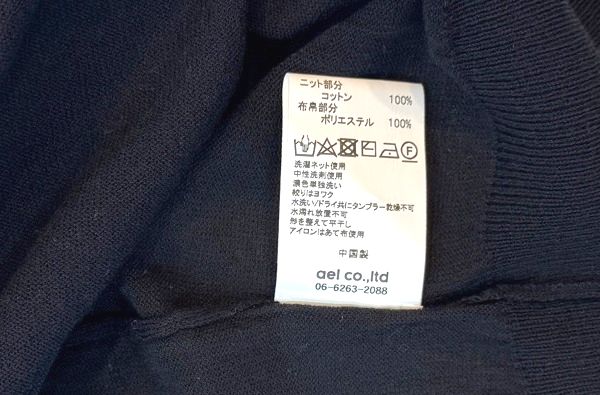 ニット部分
コットン 100%
布帛部分
ポリエステル 100%
F
洗濯ネット使用
中性洗剤使用
濃色単独洗い
絞りはヨワク
水洗い/ドライ共にタンブラー乾燥不可
水濡れ放置不可
形を整えて平干し
アイロンはあて布使用
中国製
ael co.,ltd
06-6263-2088